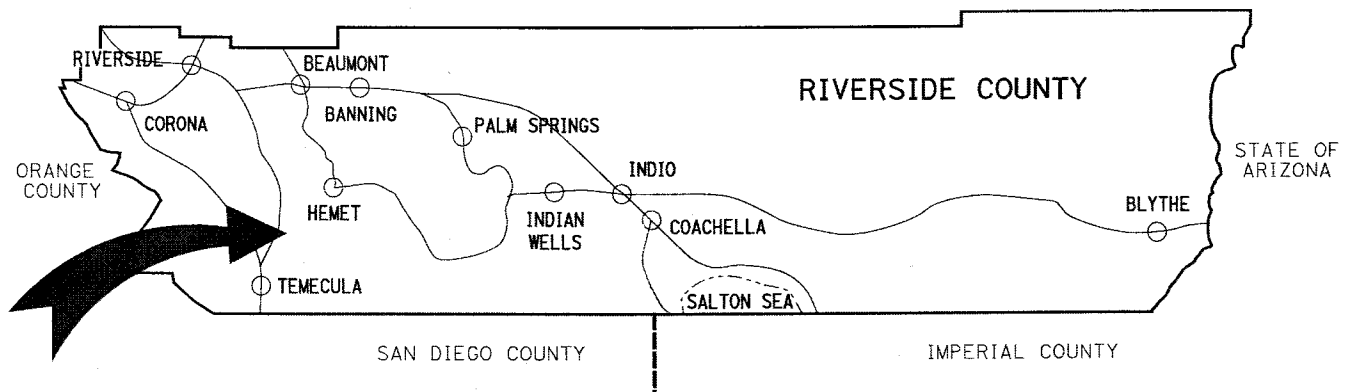 RIVERSIDE
BEAUMONT
RIVERSIDE COUNTY
CORONA
BANNING
PALM SPRINGS
ORANGE
COUNTY
STATE OF
ARIZONA
INDIO
HEMET
INDIAN
WELLS
COACHELLA
BLYTHE
TEMECULA
SALTON SEA
SAN DIEGO COUNTY
IMPERIAL COUNTY